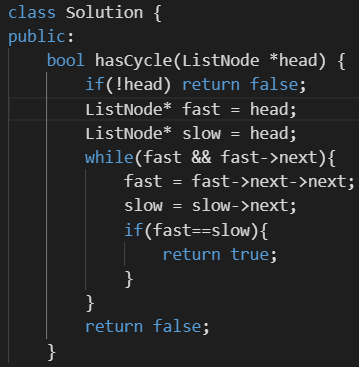 class Solution {
public:
    bool hasCycle(ListNode *head) {
        if(!head) return false;
        ListNode* fast = head;
        ListNode* slow = head;
        while(fast && fast->next){
            fast = fast->next->next;
            slow = slow->next;
            if(fast==slow){
                return true;
            }
        }
        return false;
    }